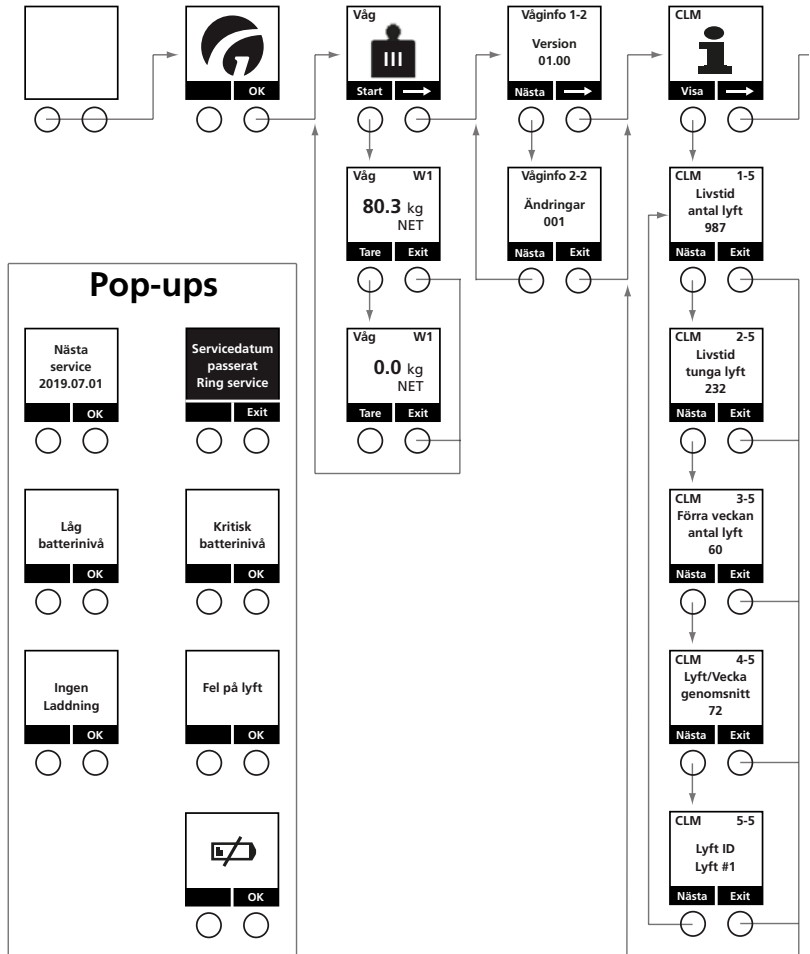 OK
Våg
III
Start
Våginfo 1-2
Version
01.00
Nästa
CLM
Visa
Våg W1
80.3 kg
NET
Tare Exit
Våginfo 2-2
Ändringar
001
Nästa Exit
CLM 1-5
Livstid
antal lyft
987
Nästa Exit
Våg W1
0.0 kg
NET
Tare Exit
CLM 2-5
Livstid
tunga lyft
232
Nästa Exit
CLM 3-5
Förra veckan
antal lyft
60
Nästa Exit
CLM 4-5
Lyft/Vecka
genomsnitt
72
Nästa Exit
CLM 5-5
Lyft ID
Lyft #1
Nästa Exit
Pop-ups
Nästa
service
2019.07.01
OK
Servicedatum
passerat
Ring service
Exit
Låg
batterinivå
OK
Kritisk
batterinivå
OK
Ingen
Laddning
OK
Fel på lyft
OK
OK